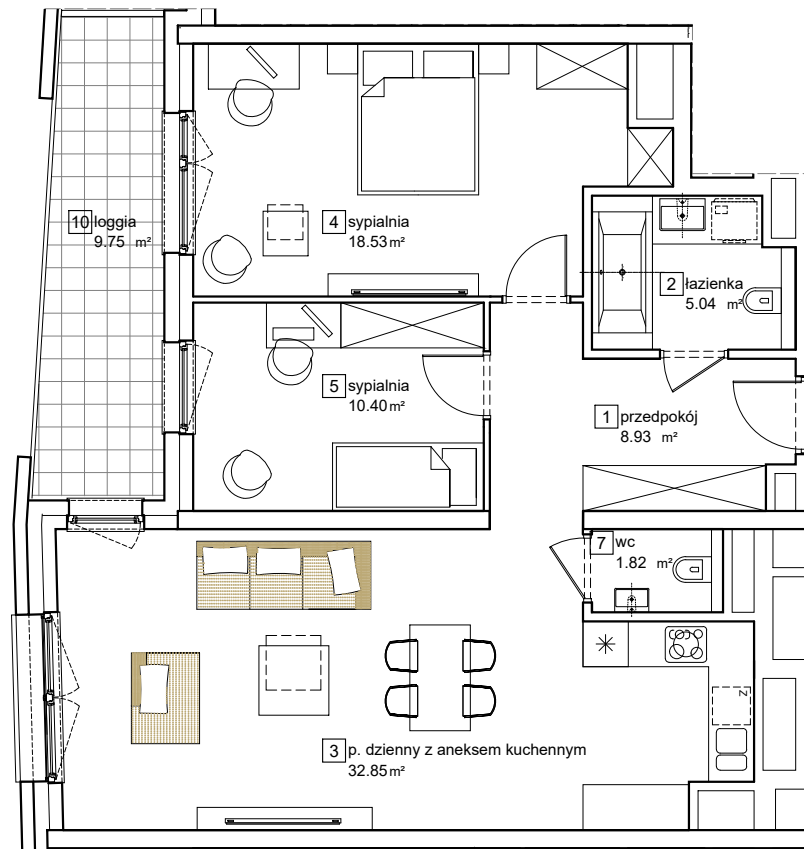 10 loggia
9.75 m²
4 sypialnia
18.53 m²
2 łazienka
5.04 m²
5 sypialnia
10.40 m²
1 przedpokój
8.93 m²
7 wc
1.82 m²
Z
3 p. dzienny z aneksem kuchennym
32.85 m²